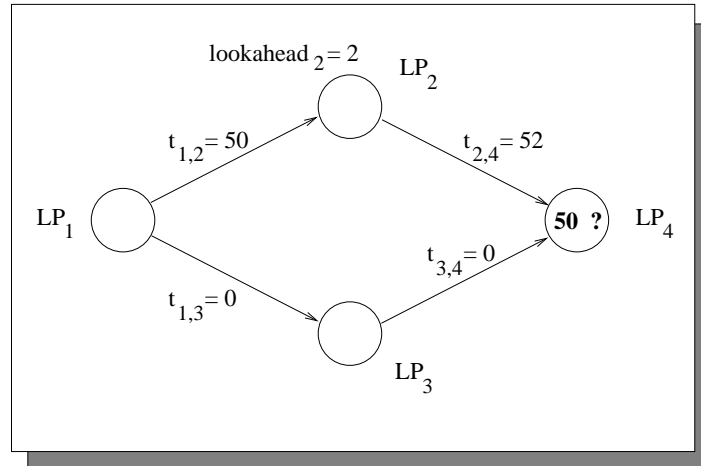 lookahead2 = 2
LP2
t1,2 = 50
t2,4 = 52
LP1
50 ?
LP4
t3,4 = 0
t1,3 = 0
LP3